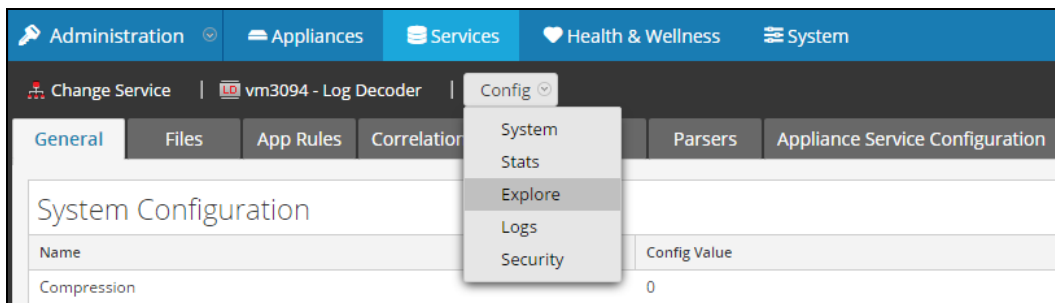 Administration Appliances Services Health & Wellness System
Change Service | LD vm3094 - Log Decoder | Config
General Files App Rules Correlation Parsers Appliance Service Configuration
System
Stats
Explore
Logs
Security
System Configuration
Name Config Value
Compression 0